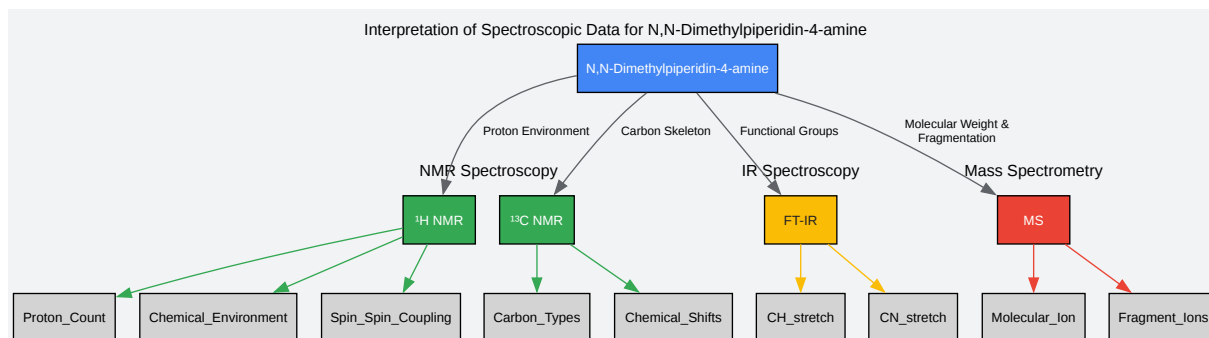 Interpretation of Spectroscopic Data for N,N-Dimethylpiperidin-4-amine
N,N-Dimethylpiperidin-4-amine
Proton Environment
Carbon Skeleton
Functional Groups
Molecular Weight &
Fragmentation
NMR Spectroscopy
IR Spectroscopy
Mass Spectrometry
¹H NMR
¹³C NMR
FT-IR
MS
Proton_Count
Chemical_Environment
Spin_Spin_Coupling
Carbon_Types
Chemical_Shifts
CH_stretch
CN_stretch
Molecular_Ion
Fragment_Ions